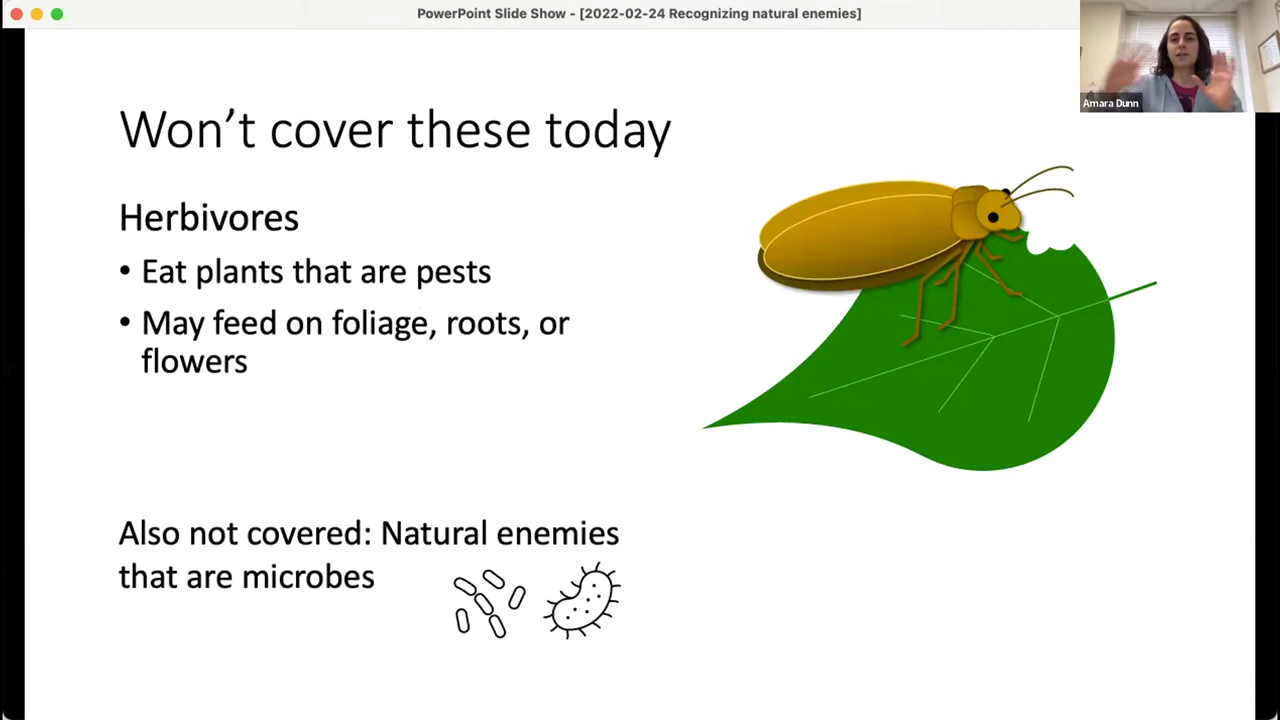 PowerPoint Slide Show - [2022-02-24 Recognizing natural enemies]
Amara Dunn
Won’t cover these today
Herbivores
• Eat plants that are pests
• May feed on foliage, roots, or
flowers
Also not covered: Natural enemies
that are microbes